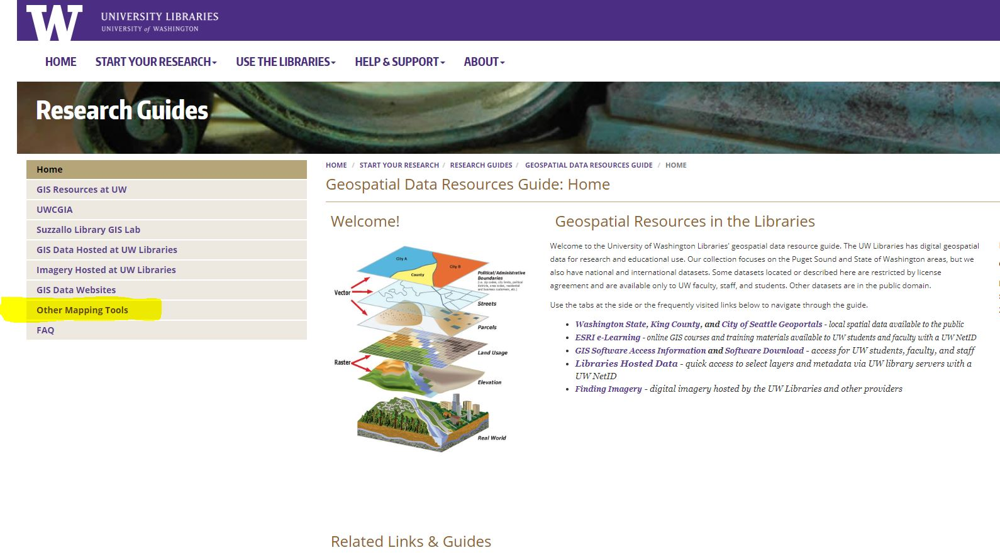 W
UNIVERSITY LIBRARIES
UNIVERSITY of WASHINGTON
HOME START YOUR RESEARCH USE THE LIBRARIES HELP & SUPPORT ABOUT
Research Guides
Home
GIS Resources at UW
UWCGIA
Suzzallo Library GIS Lab
GIS Data Hosted at UW Libraries
Imagery Hosted at UW Libraries
GIS Data Websites
Other Mapping Tools
FAQ
HOME / START YOUR RESEARCH / RESEARCH GUIDES / GEOSPATIAL DATA RESOURCES GUIDE / HOME
Geospatial Data Resources Guide: Home
Welcome!
City A
City B
County
Political/Administrative
Boundaries
(i.e. zip codes, city limits, political
districts, area codes, residential
and business customers, etc.)
Vector
Streets
Parcels
Land Usage
Raster
Elevation
Real World
Geospatial Resources in the Libraries
Welcome to the University of Washington Libraries' geospatial data resource guide. The UW Libraries has digital geospatial
data for research and educational use. Our collection focuses on the Puget Sound and State of Washington areas, but we
also have national and international datasets. Some datasets located or described here are restricted by license
agreement and are available only to UW faculty, staff, and students. Other datasets are in the public domain.
Use the tabs at the side or the frequently visited links below to navigate through the guide.
• Washington State, King County, and City of Seattle Geoportals - local spatial data available to the public
• ESRI e-Learning - online GIS courses and training materials available to UW students and faculty with a UW NetID
• GIS Software Access Information and Software Download - access for UW students, faculty, and staff
• Libraries Hosted Data - quick access to select layers and metadata via UW library servers with a
UW NetID
• Finding Imagery - digital imagery hosted by the UW Libraries and other providers
Related Links & Guides